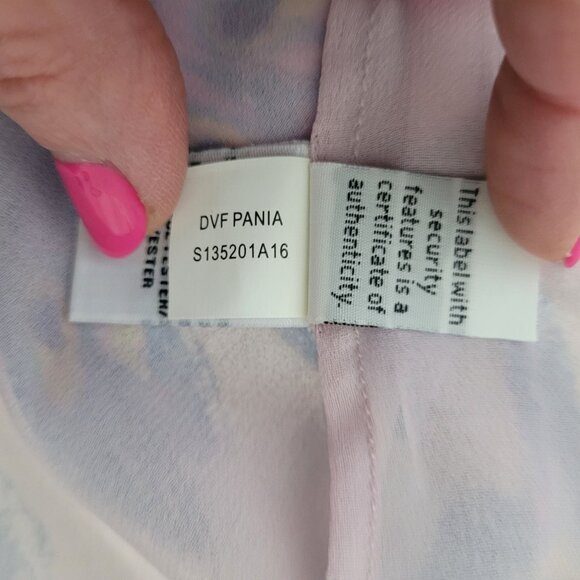 DVF PANIA
S135201A16
This label with
security
features is a
certificate of
authenticity.